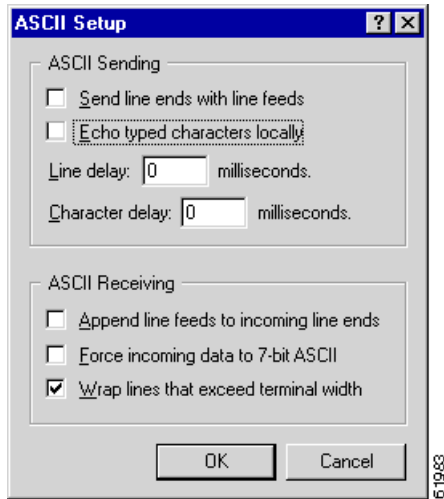 ASCII Setup
ASCII Sending
Send line ends with line feeds
Echo typed characters locally
Line delay: 0 milliseconds.
Character delay: 0 milliseconds.
ASCII Receiving
Append line feeds to incoming line ends
Force incoming data to 7-bit ASCII
Wrap lines that exceed terminal width
OK Cancel
61983